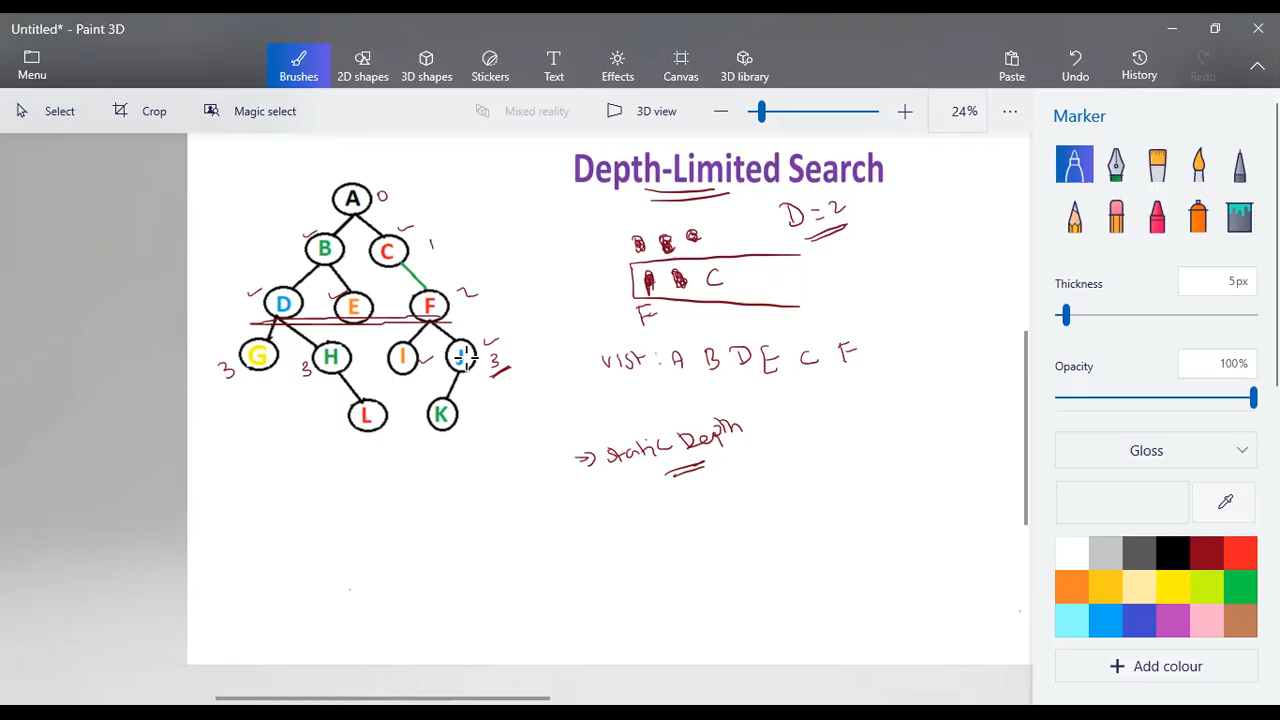 Untitled* - Paint 3D
Menu
Brushes
2D shapes
3D shapes
Stickers
Text
Effects
Canvas
3D library
Paste
Undo
History
Redo
Select
Crop
Magic select
Mixed reality
3D view
24%
Marker
Depth-Limited Search
D=2
A 0
B C 1
D E F 2
G H I J
3 3 3
L K
A B C
F
visit: A B D E C F
⇒ static Depth
Thickness
5px
Opacity
100%
Gloss
Add colour